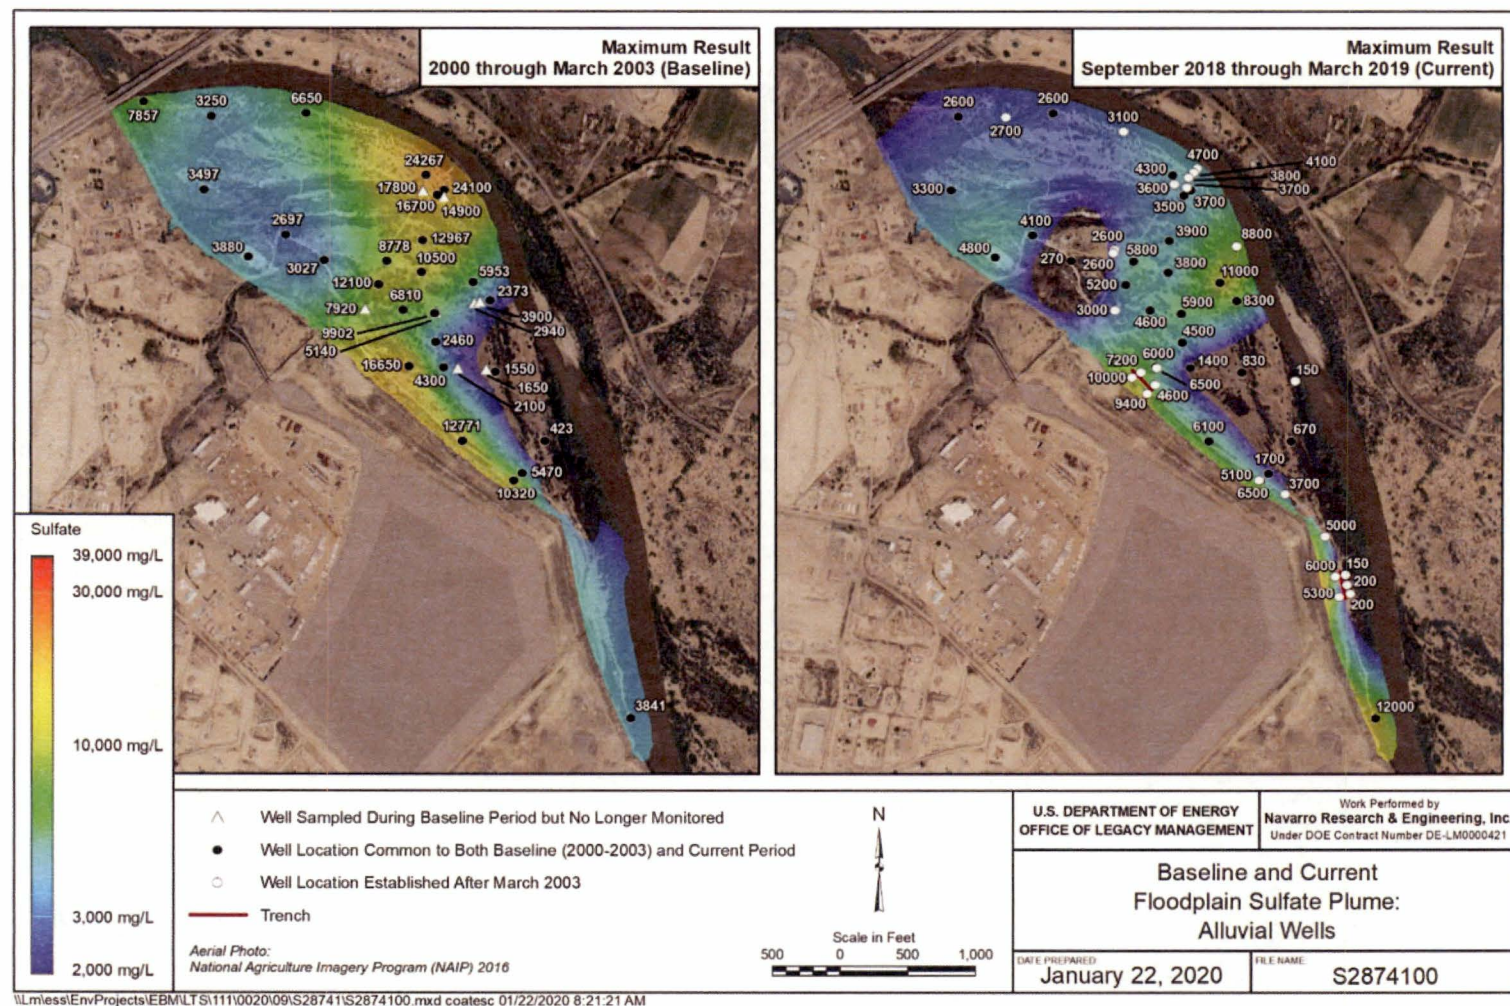 Maximum Result
2000 through March 2003 (Baseline)
7857
3250
6650
24267
3497
17800
24100
16700
14900
2697
12967
3880
8778
3027
10500
5953
12100
2373
6810
7920
3900
9902
2940
5140
2460
16650
1550
4300
1650
2100
12771
423
5470
10320
3841
Maximum Result
September 2018 through March 2019 (Current)
2600
2600
2700
3100
4700
4100
4300
3800
3600
3700
3300
3700
3500
4100
3900
8800
2600
4800
5800
270
2600
3800
11000
5200
5900
8300
3000
4600
4500
7200
6000
1400
830
150
10000
6500
4600
9400
6100
670
1700
5100
3700
6500
5000
6000
150
200
5300
200
12000
Sulfate
39,000 mg/L
30,000 mg/L
10,000 mg/L
3,000 mg/L
2,000 mg/L
Well Sampled During Baseline Period but No Longer Monitored
Well Location Common to Both Baseline (2000-2003) and Current Period
Well Location Established After March 2003
Trench
Aerial Photo:
National Agriculture Imagery Program (NAIP) 2016
N
Scale in Feet
500 0 500 1,000
U.S. DEPARTMENT OF ENERGY
OFFICE OF LEGACY MANAGEMENT
Work Performed by
Navarro Research & Engineering, Inc
Under DOE Contract Number DE-LM0000421
Baseline and Current
Floodplain Sulfate Plume:
Alluvial Wells
DATE PREPARED:
January 22, 2020
FILE NAME:
S2874100
\\Lm\ess\EnvProjects\EBM\LTS\111\0020\09\S28741\S2874100.mxd coatesc 01/22/2020 8:21:21 AM